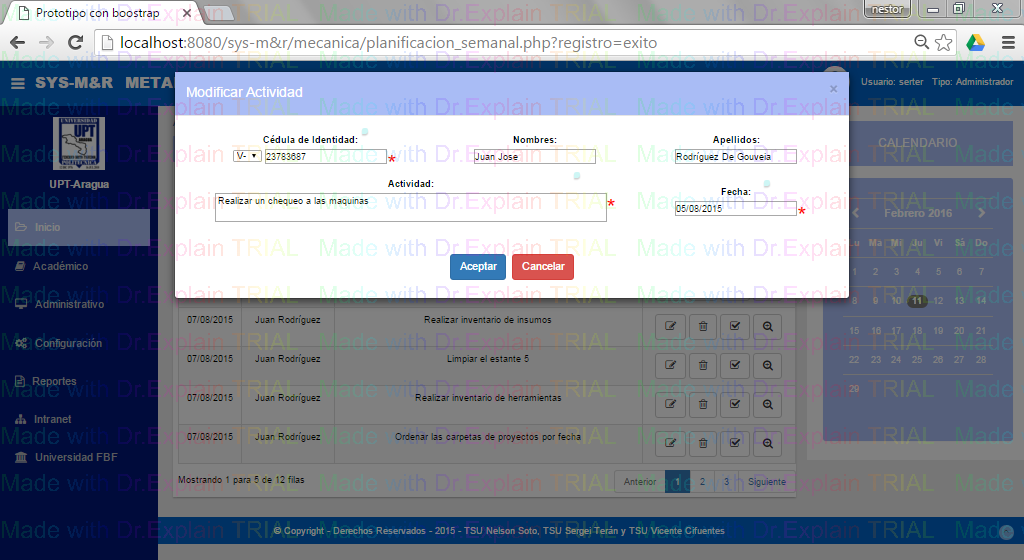 Prototipo con boostrap
nestor
localhost:8080/sys-m&r/mecanica/planificacion_semanal.php?registro=exito
SYS-M&R META
Usuario: serter Tipo: Administrador
UNIVERSIDAD
UPT
ARAGUA
UPT-Aragua
Inicio
Académico
Administrativo
Configuración
Reportes
Intranet
Universidad FBF
Modificar Actividad
×
Cédula de Identidad: Nombres: Apellidos:
V- 23783687 * Juan Jose Rodríguez De Gouveia
Actividad: Fecha:
Realizar un chequeo a las maquinas * 05/08/2015 *
Aceptar Cancelar
07/08/2015 Juan Rodríguez Realizar inventario de insumos
07/08/2015 Juan Rodríguez Limpiar el estante 5
07/08/2015 Juan Rodríguez Realizar inventario de herramientas
07/08/2015 Juan Rodríguez Ordenar las carpetas de proyectos por fecha
Mostrando 1 para 5 de 12 filas
Anterior 1 2 3 Siguiente
CALENDARIO
Febrero 2016
Lu Ma Mi Ju Vi Sá Do
1 2 3 4 5 6 7
8 9 10 11 12 13 14
15 16 17 18 19 20 21
22 23 24 25 26 27 28
29
© Copyright - Derechos Reservados - 2015 - TSU Nelson Soto, TSU Sergei Terán y TSU Vicente Cifuentes
Made with Dr.Explain TRIAL